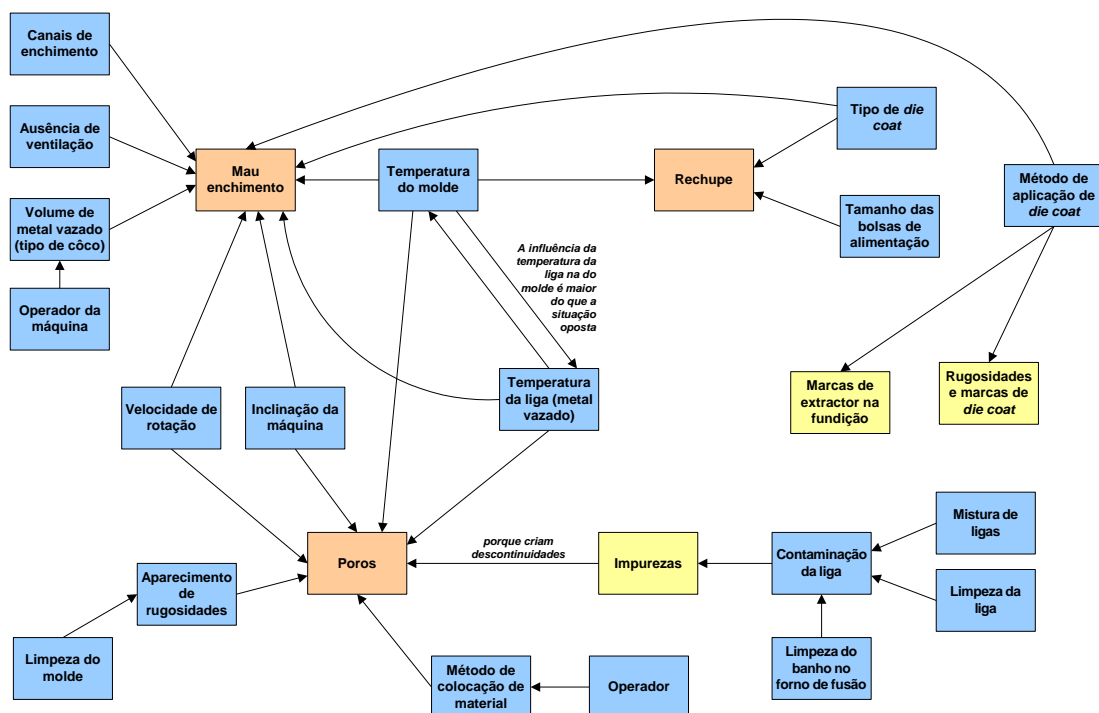 Canais de
enchimento
Ausência de
ventilação
Volume de
metal vazado
(tipo de côco)
Operador da
máquina
Mau
enchimento
Temperatura
do molde
Rechupe
Tipo de die
coat
Tamanho das
bolsas de
alimentação
Método de
aplicação de
die coat
A influência da
temperatura da
liga na do
molde é maior
do que a
situação
oposta
Velocidade de
rotação
Inclinação da
máquina
Temperatura
da liga (metal
vazado)
Marcas de
extractor na
fundição
Rugosidades
e marcas de
die coat
Poros
porque criam
descontinuidades
Impurezas
Contaminação
da liga
Mistura de
ligas
Limpeza da
liga
Aparecimento
de
rugosidades
Limpeza do
molde
Método de
colocação de
material
Operador
Limpeza do
banho no
forno de fusão